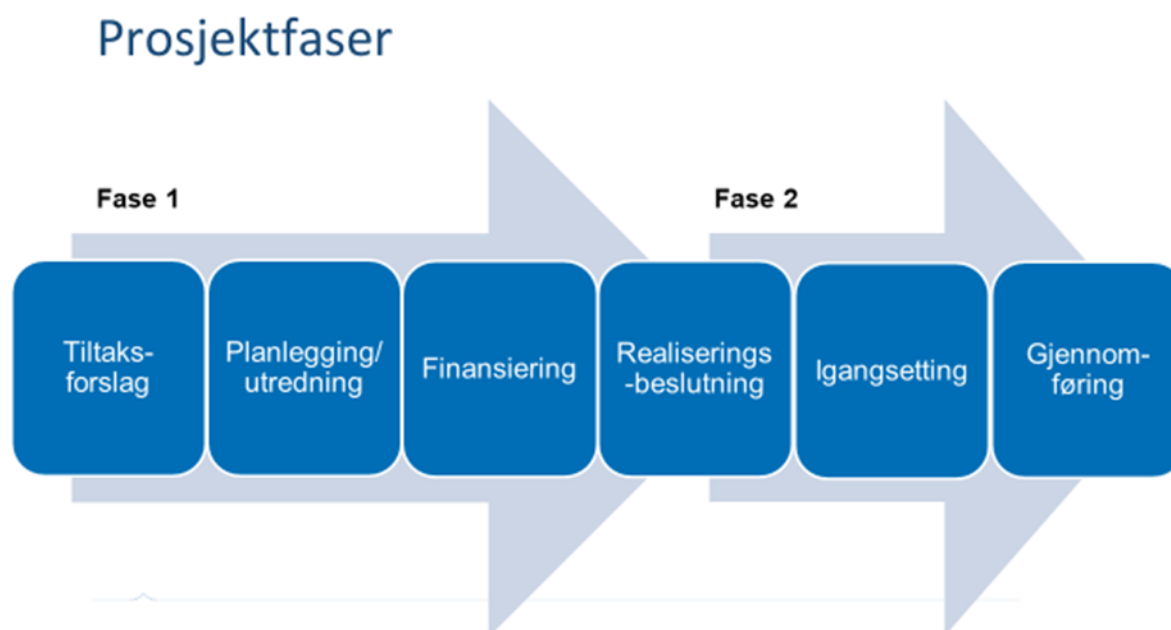 Prosjektfaser
Fase 1
Fase 2
Tiltaks-
forslag
Planlegging/
utredning
Finansiering
Realiserings
-beslutning
Igangsetting
Gjennom-
føring